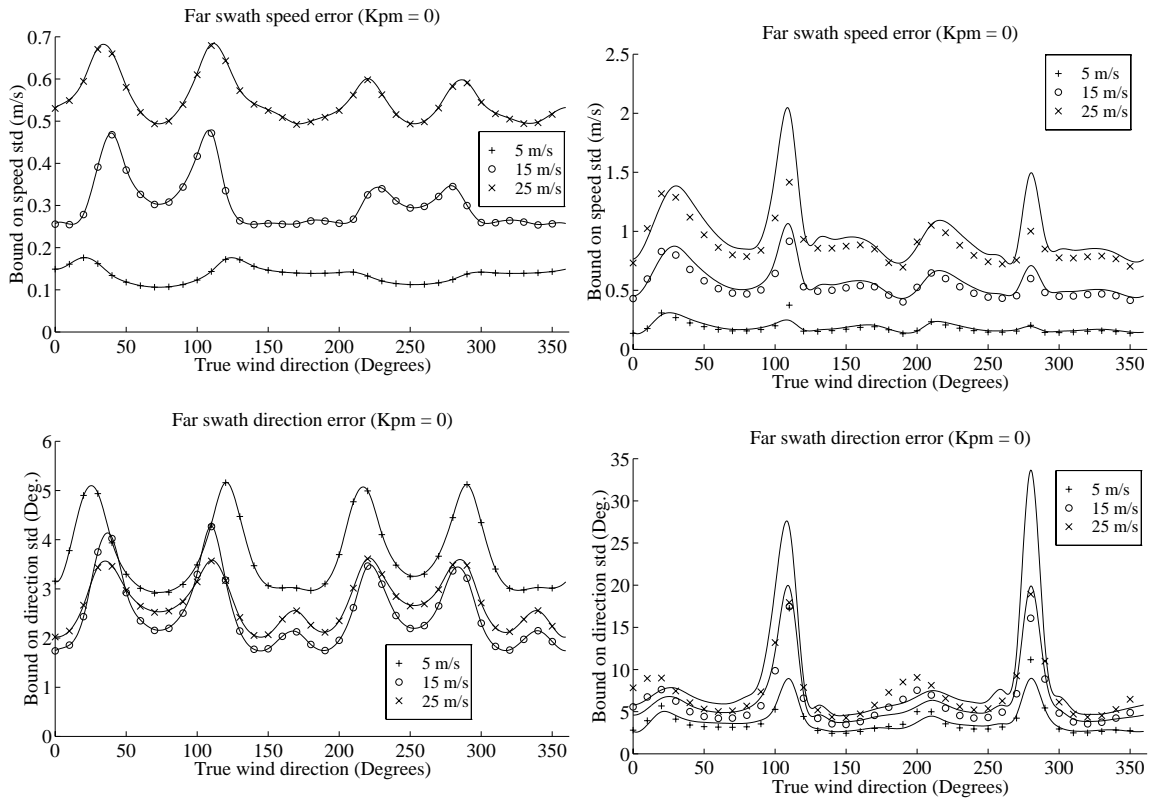 Far swath speed error (Kpm = 0)
Bound on speed std (m/s)
0.7
0.6
0.5
0.4
0.3
0.2
0.1
0
+ 5 m/s
o 15 m/s
× 25 m/s
0 50 100 150 200 250 300 350
True wind direction (Degrees)
Far swath speed error (Kpm = 0)
Bound on speed std (m/s)
2.5
2
1.5
1
0.5
0
+ 5 m/s
o 15 m/s
× 25 m/s
0 50 100 150 200 250 300 350
True wind direction (Degrees)
Far swath direction error (Kpm = 0)
Bound on direction std (Deg.)
6
5
4
3
2
1
0
+ 5 m/s
o 15 m/s
× 25 m/s
0 50 100 150 200 250 300 350
True wind direction (Degrees)
Far swath direction error (Kpm = 0)
Bound on direction std (Deg.)
35
30
25
20
15
10
5
0
+ 5 m/s
o 15 m/s
× 25 m/s
0 50 100 150 200 250 300 350
True wind direction (Degrees)